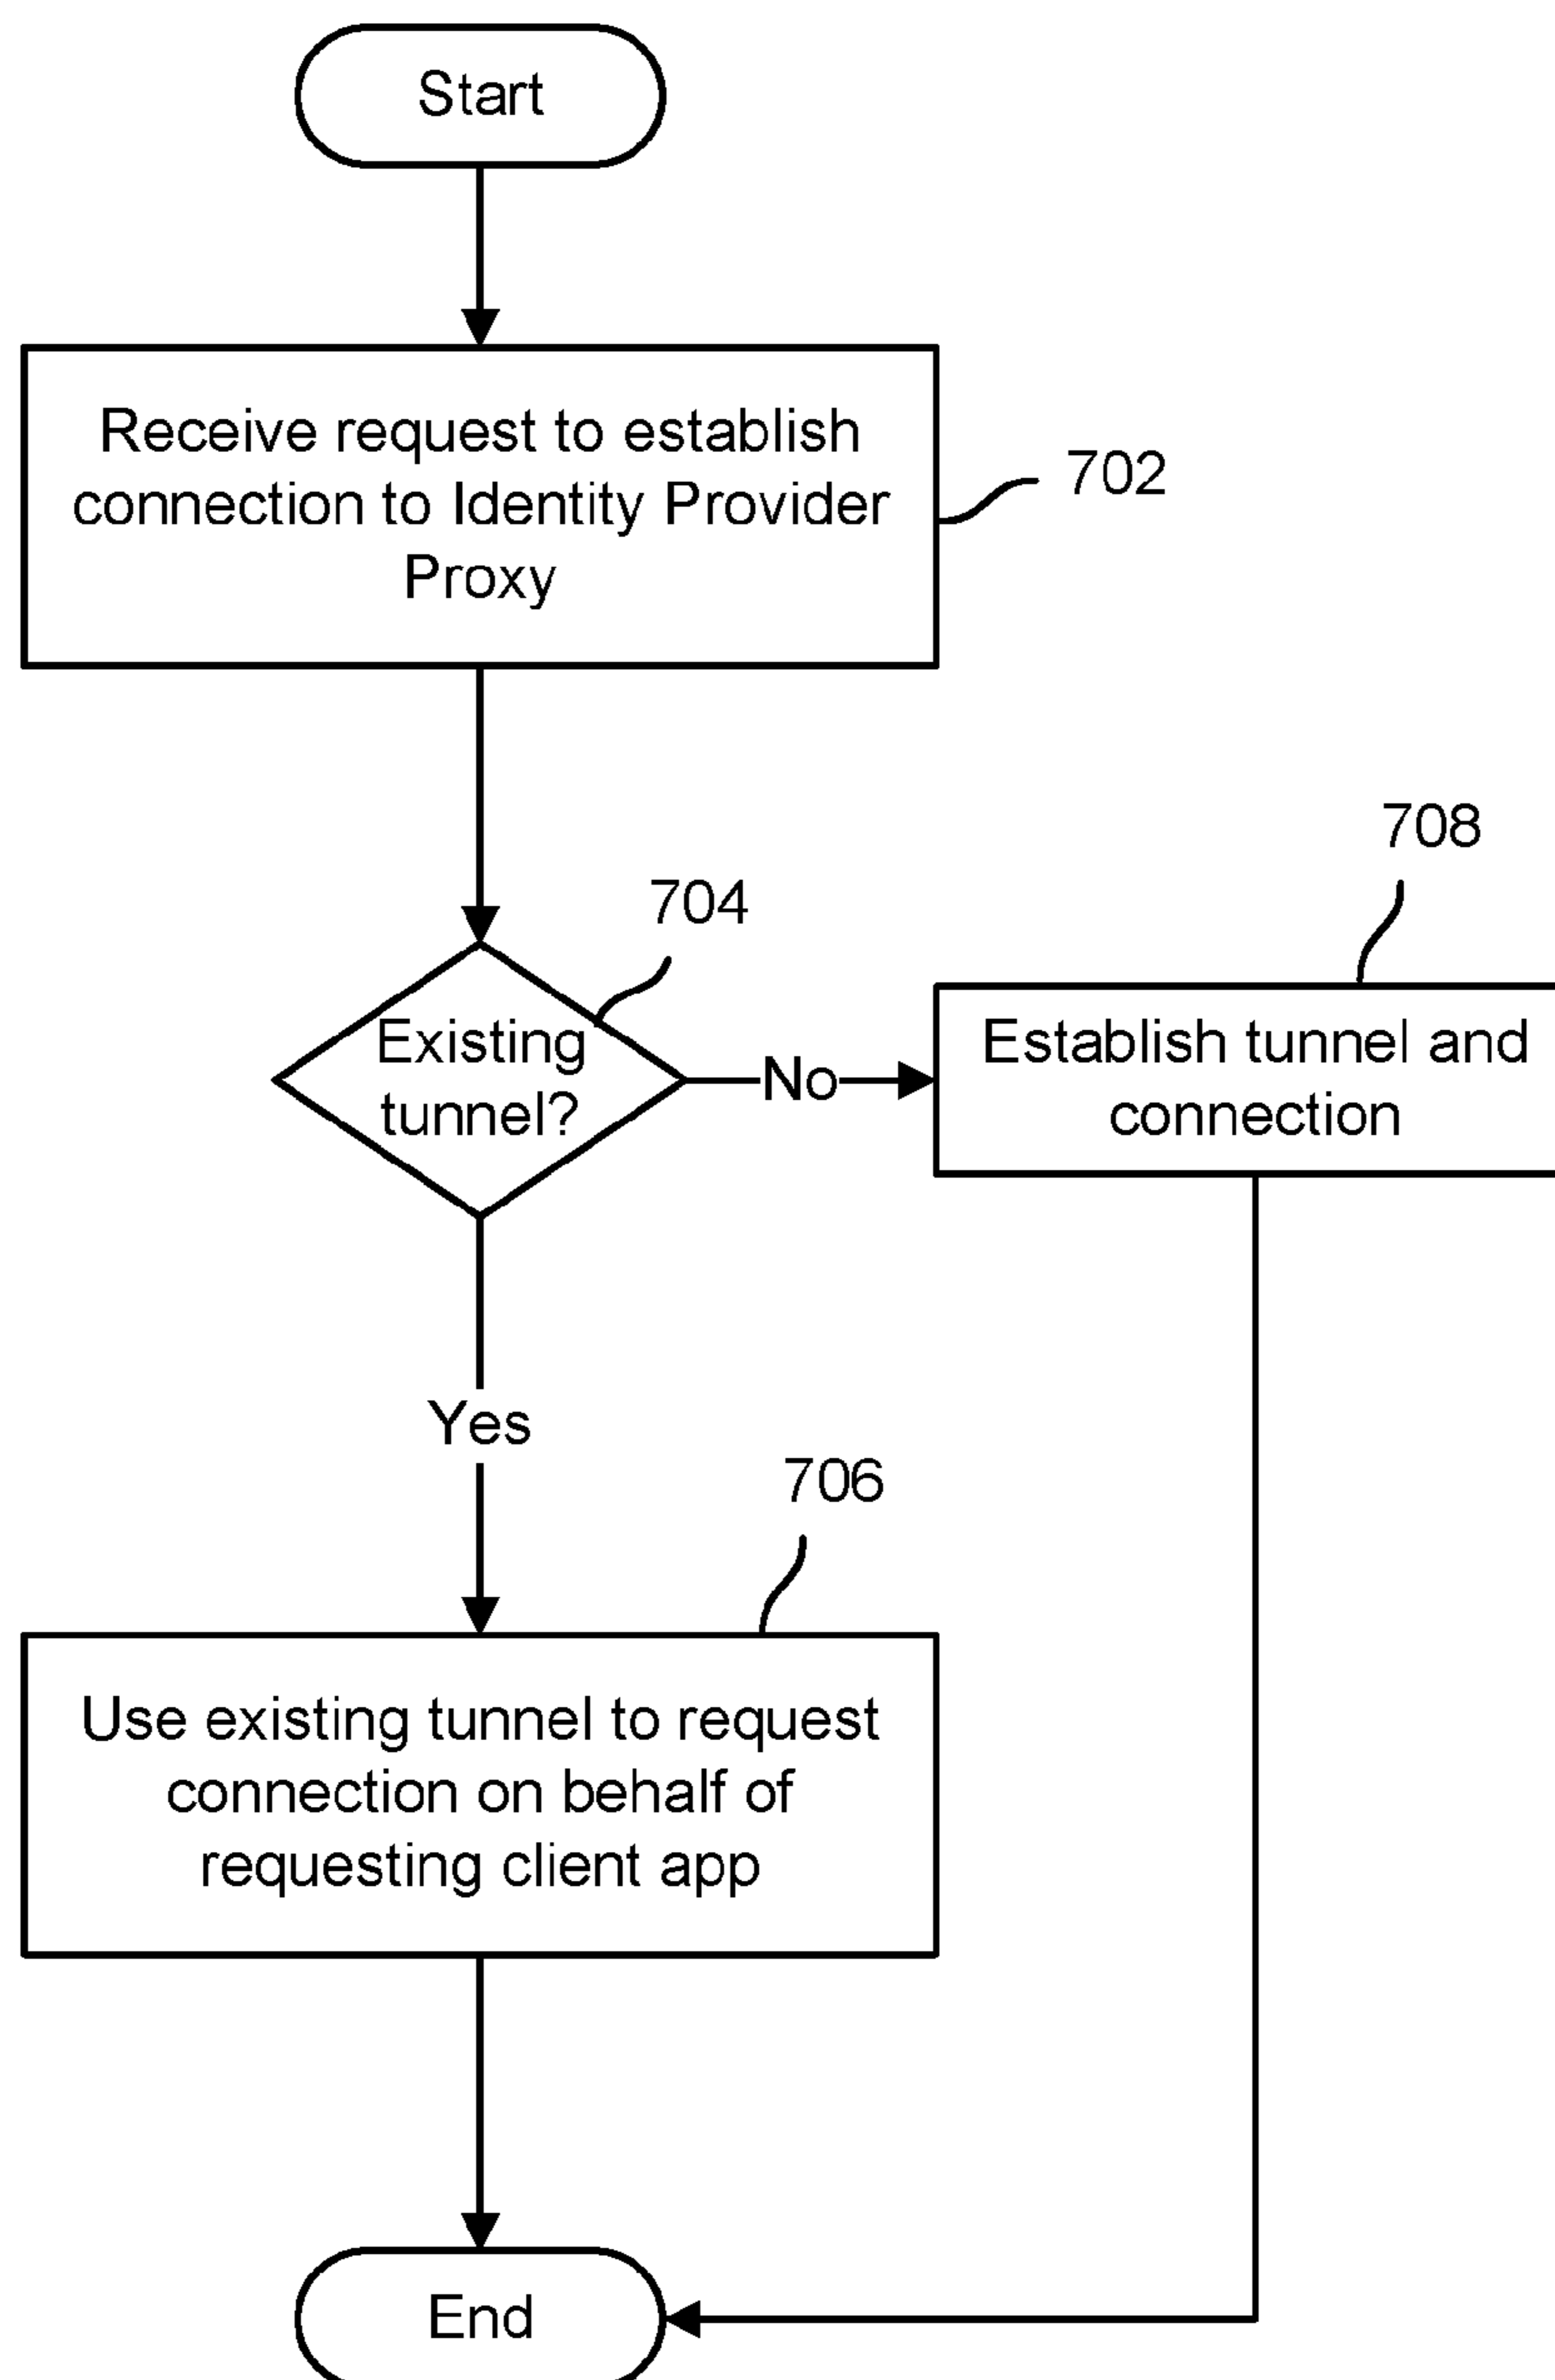 Start
Receive request to establish
connection to Identity Provider
Proxy
702
704
Existing
tunnel?
No
708
Establish tunnel and
connection
Yes
706
Use existing tunnel to request
connection on behalf of
requesting client app
End